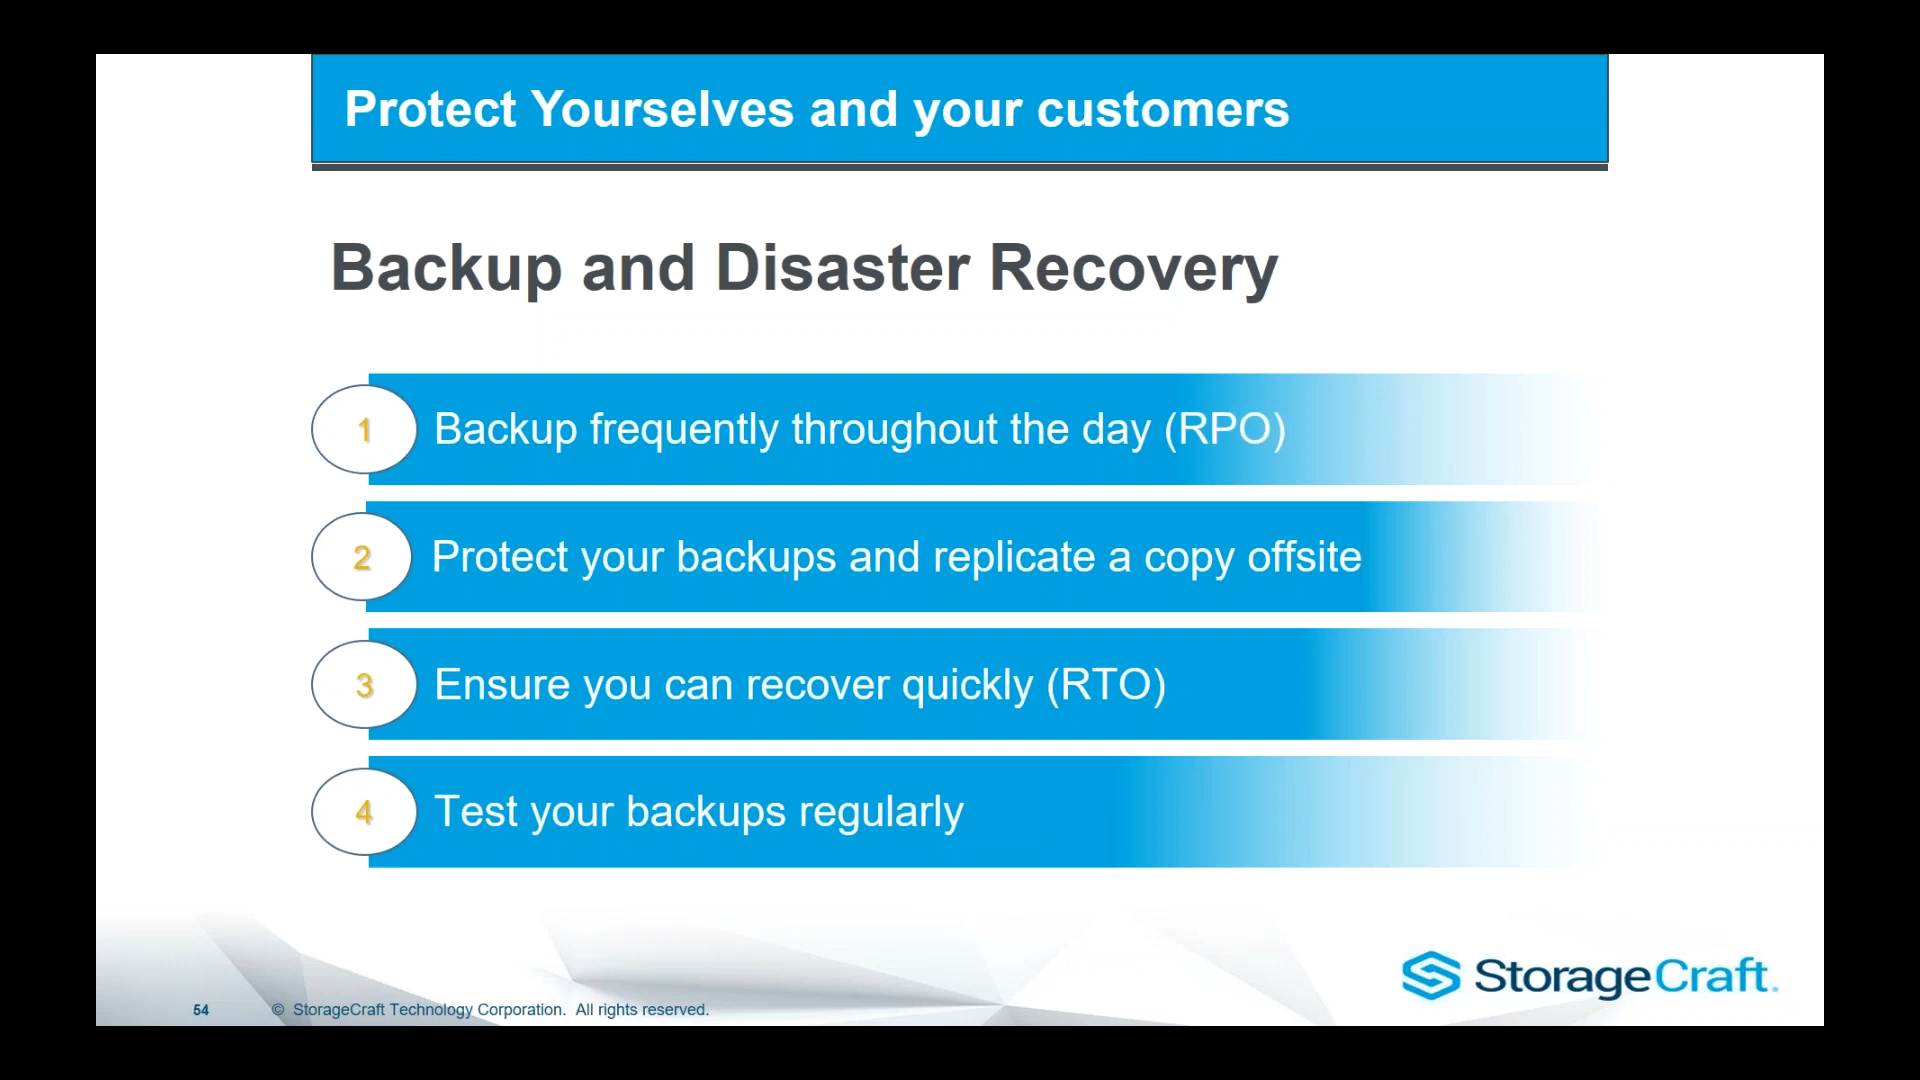 Protect Yourselves and your customers
Backup and Disaster Recovery
1 Backup frequently throughout the day (RPO)
2 Protect your backups and replicate a copy offsite
3 Ensure you can recover quickly (RTO)
4 Test your backups regularly
StorageCraft.
54 © StorageCraft Technology Corporation. All rights reserved.